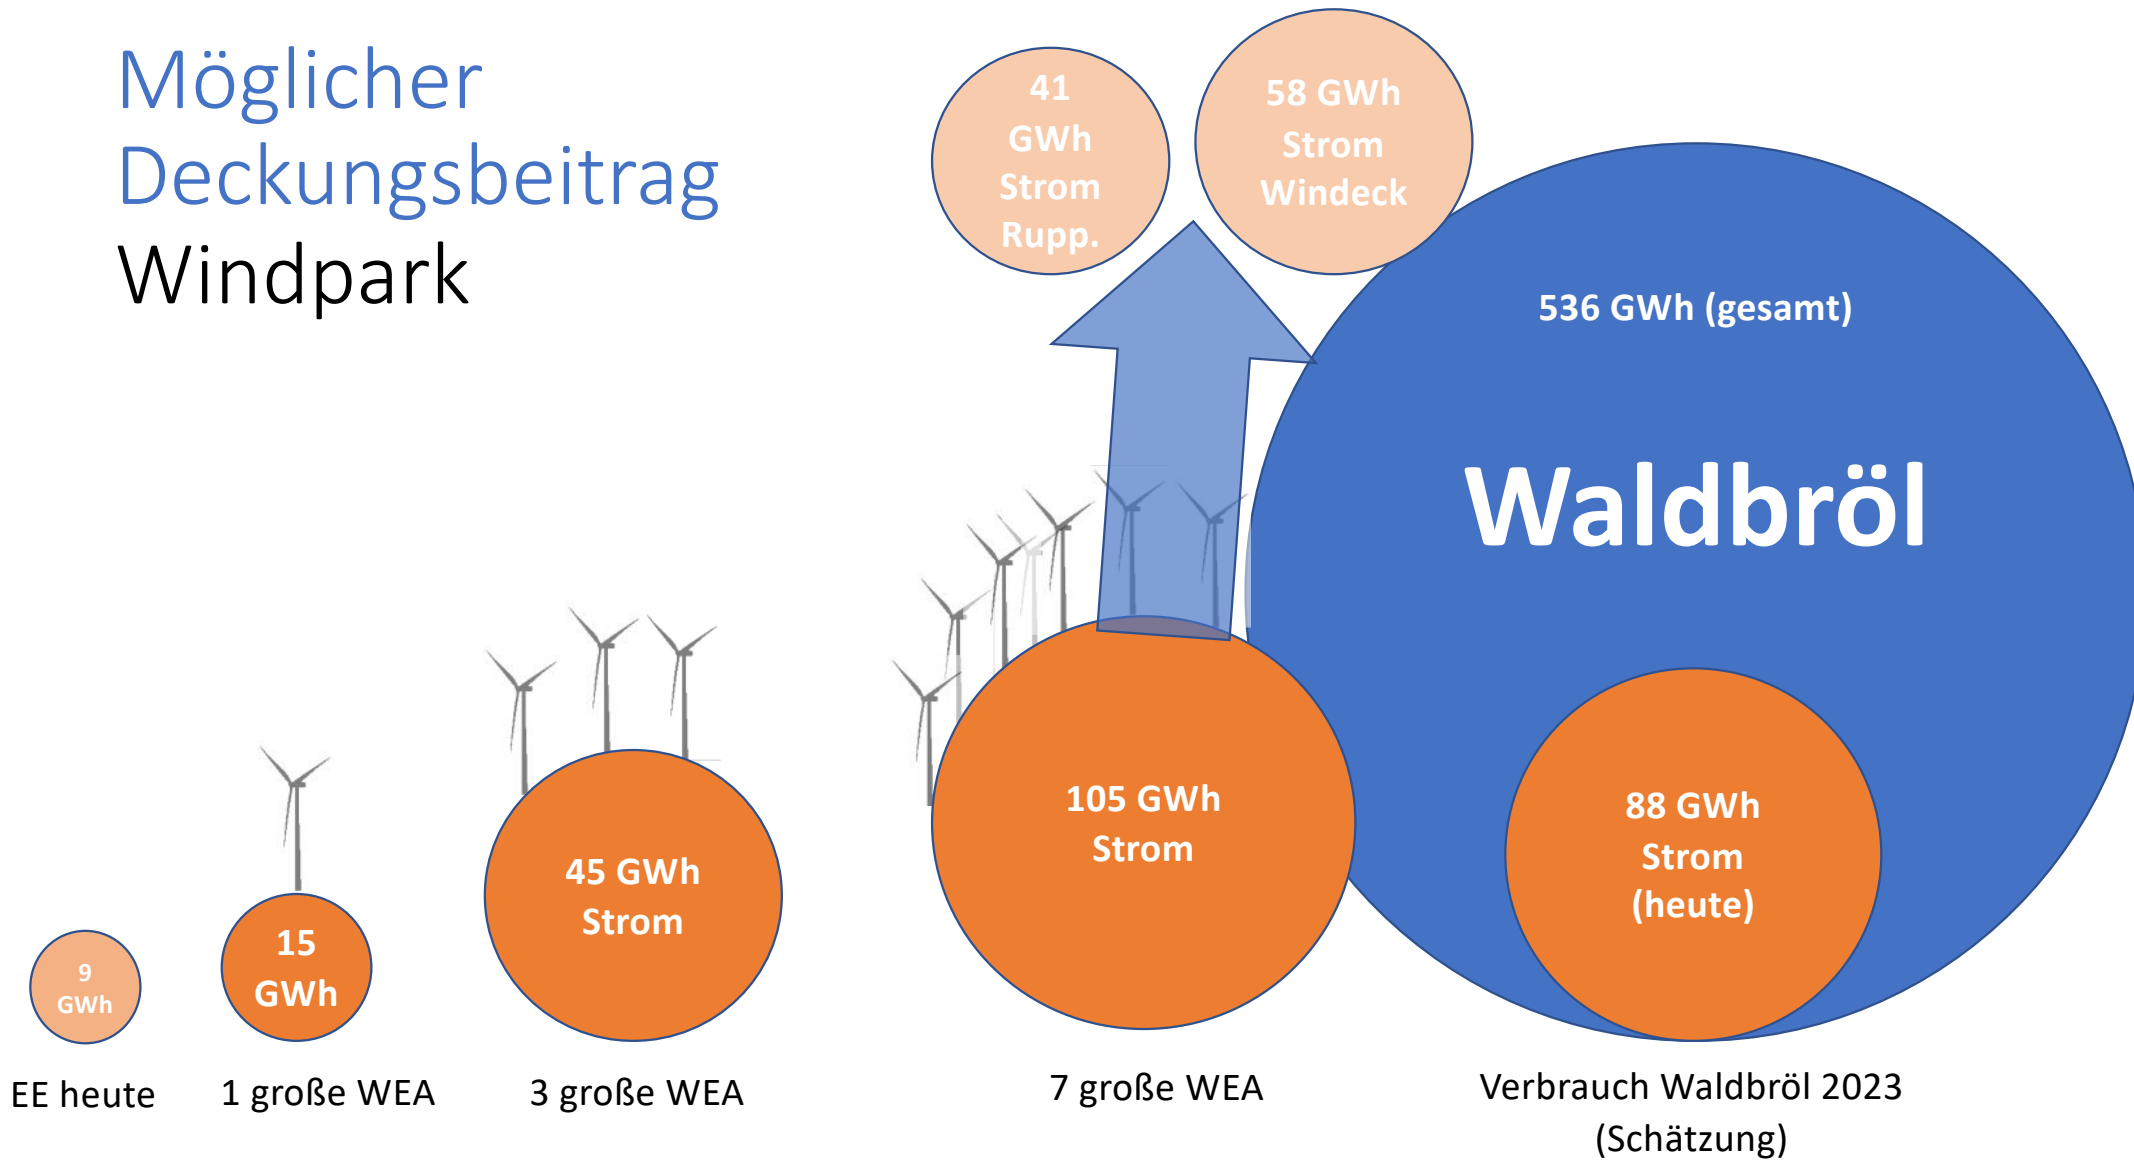 Möglicher
Deckungsbeitrag
Windpark
41
GWh
Strom
Rupp.
58 GWh
Strom
Windeck
536 GWh (gesamt)
Waldbröl
9
GWh
15
GWh
45 GWh
Strom
105 GWh
Strom
88 GWh
Strom
(heute)
EE heute
1 große WEA
3 große WEA
7 große WEA
Verbrauch Waldbröl 2023
(Schätzung)